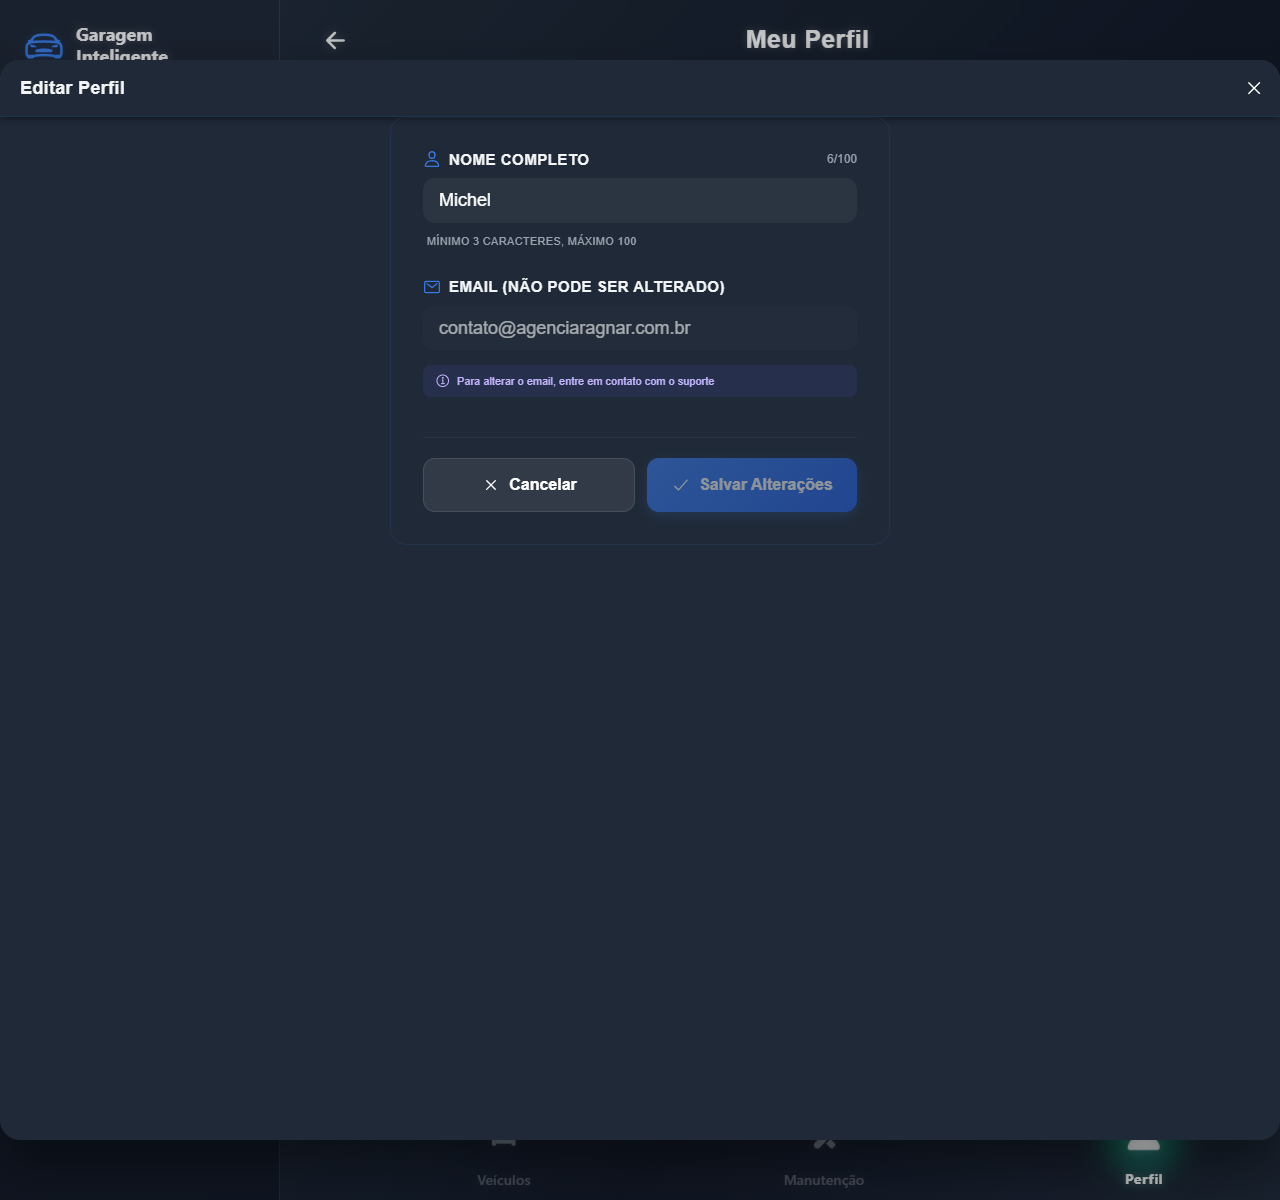 Garagem
Inteligente
Meu Perfil
Editar Perfil
NOME COMPLETO
6/100
Michel
MÍNIMO 3 CARACTERES, MÁXIMO 100
EMAIL (NÃO PODE SER ALTERADO)
contato@agenciaragnar.com.br
Para alterar o email, entre em contato com o suporte
Cancelar
Salvar Alterações
Veículos
Manutenção
Perfil